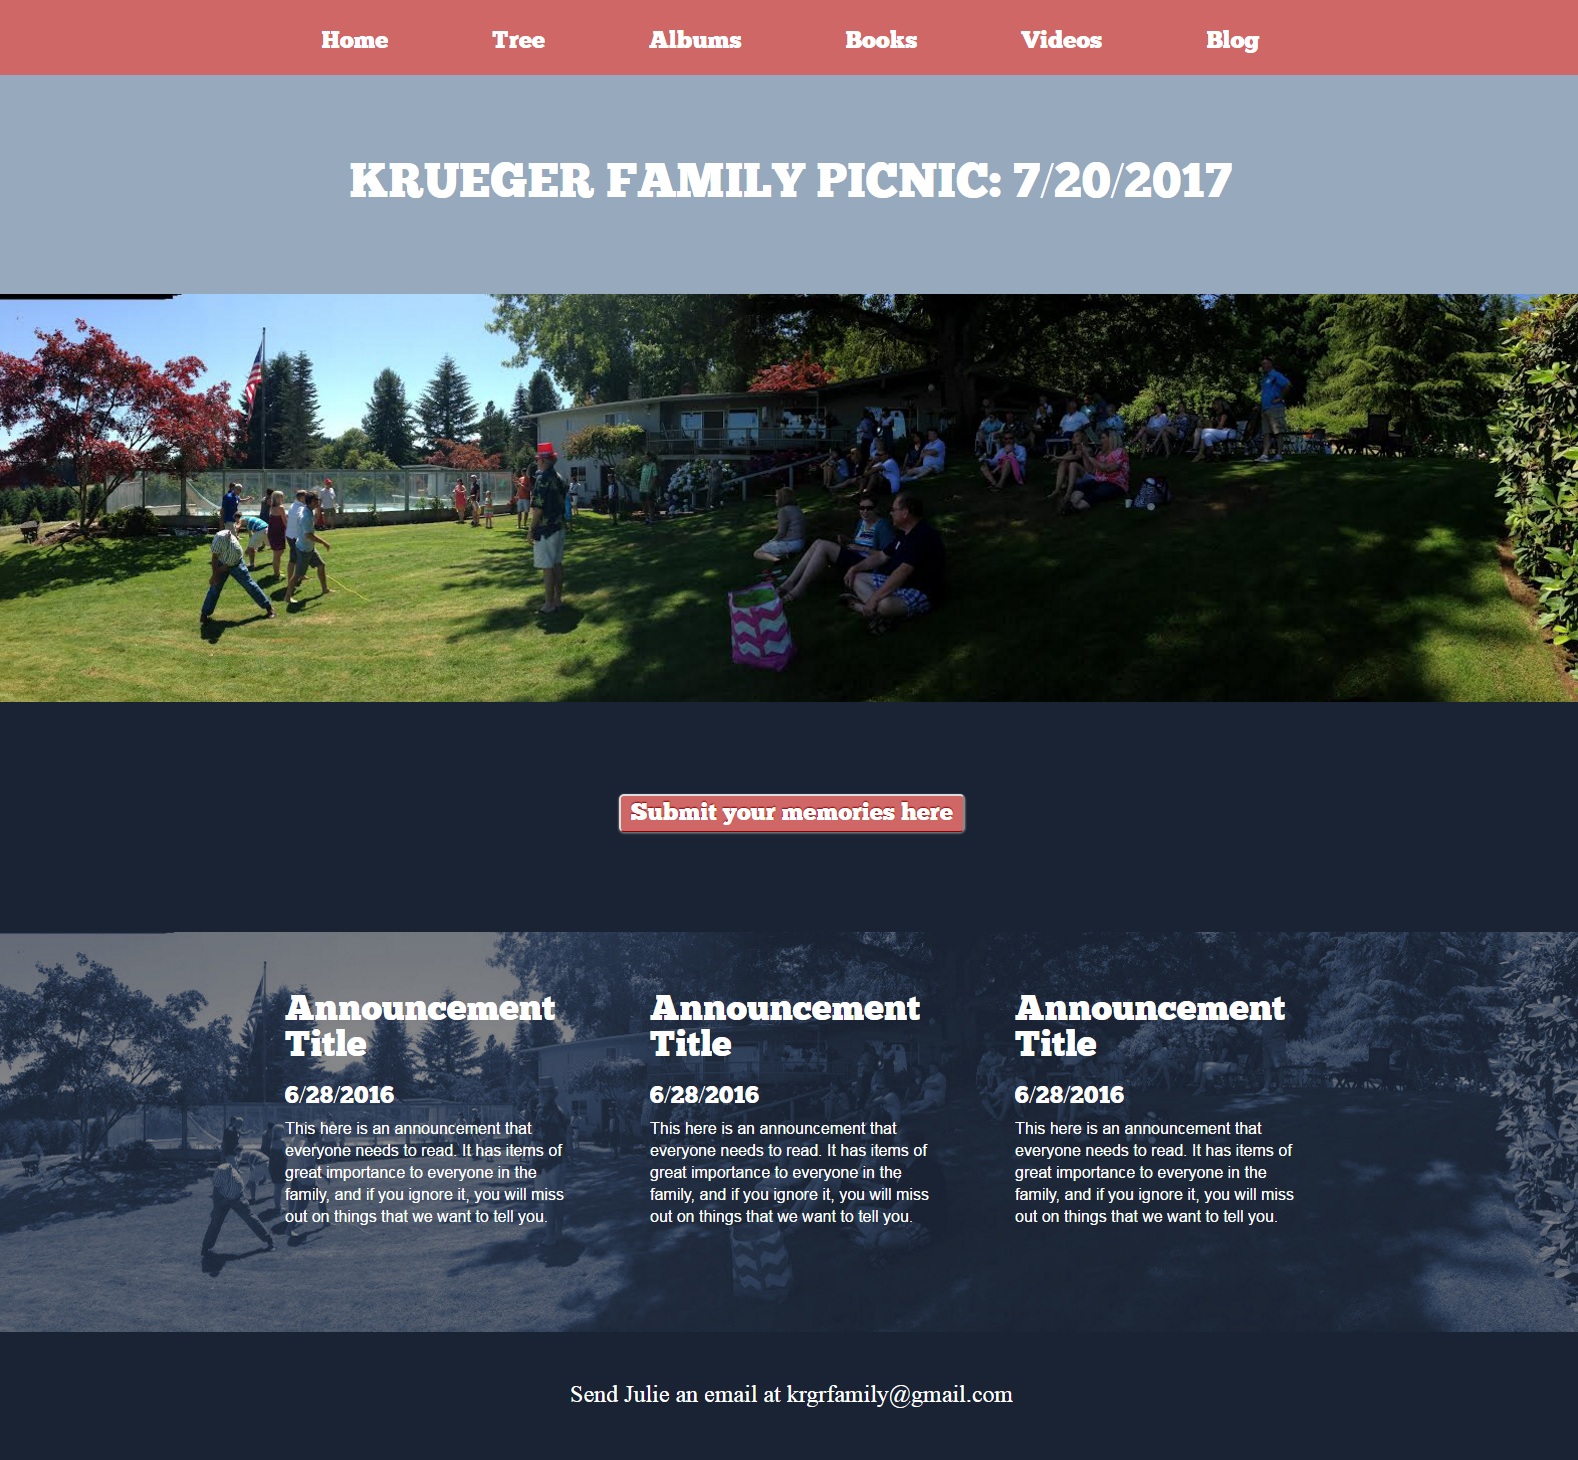 Home Tree Albums Books Videos Blog
KRUEGER FAMILY PICNIC: 7/20/2017
Submit your memories here
Announcement
Title
6/28/2016
This here is an announcement that
everyone needs to read. It has items of
great importance to everyone in the
family, and if you ignore it, you will miss
out on things that we want to tell you.
Announcement
Title
6/28/2016
This here is an announcement that
everyone needs to read. It has items of
great importance to everyone in the
family, and if you ignore it, you will miss
out on things that we want to tell you.
Announcement
Title
6/28/2016
This here is an announcement that
everyone needs to read. It has items of
great importance to everyone in the
family, and if you ignore it, you will miss
out on things that we want to tell you.
Send Julie an email at krgrfamily@gmail.com